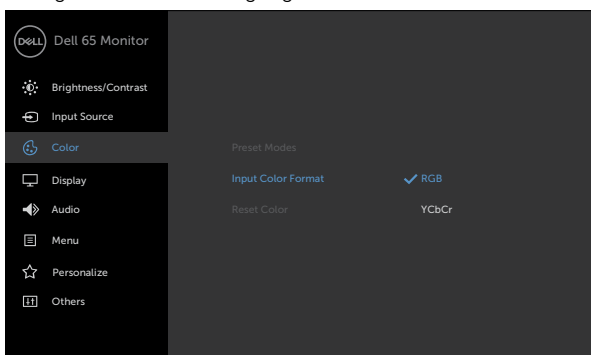 DELL Dell 65 Monitor
Brightness/Contrast
Input Source
Color
Preset Modes
Display
Input Color Format
RGB
Audio
Reset Color
YCbCr
Menu
Personalize
Others